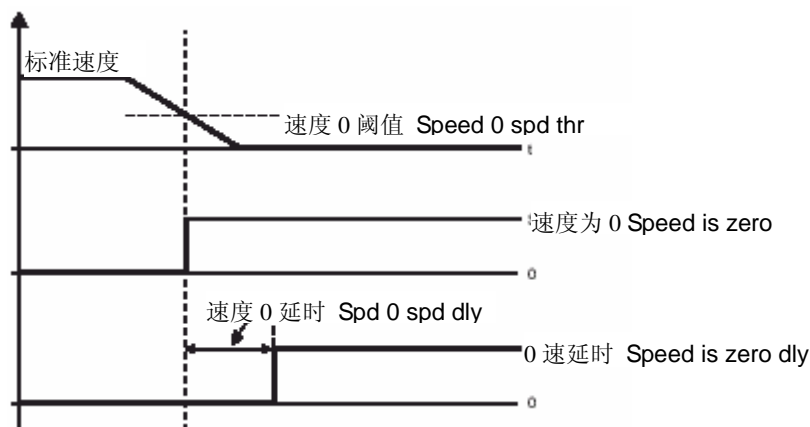 标准速度
速度 0 阈值 Speed 0 spd thr
t
速度为 0 Speed is zero
0
速度 0 延时 Spd 0 spd dly
0 速延时 Speed is zero dly
0